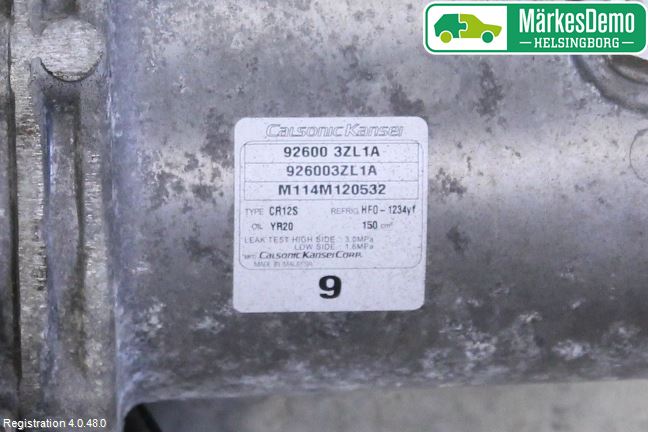 MärkesDemo
HELSINGBORG
CALSONIC KANSEI
92600 3ZL1A
926003ZL1A
M114M120532
TYPE CR12S REFRIG. HFO-1234yf
OIL YR20 150 cm³
LEAK TEST HIGH SIDE : 3.0MPa
LOW SIDE : 1.6MPa
MFD. CALSONIC KANSEI CORP.
MADE IN MALAYSIA
9
Registration 4.0.48.0